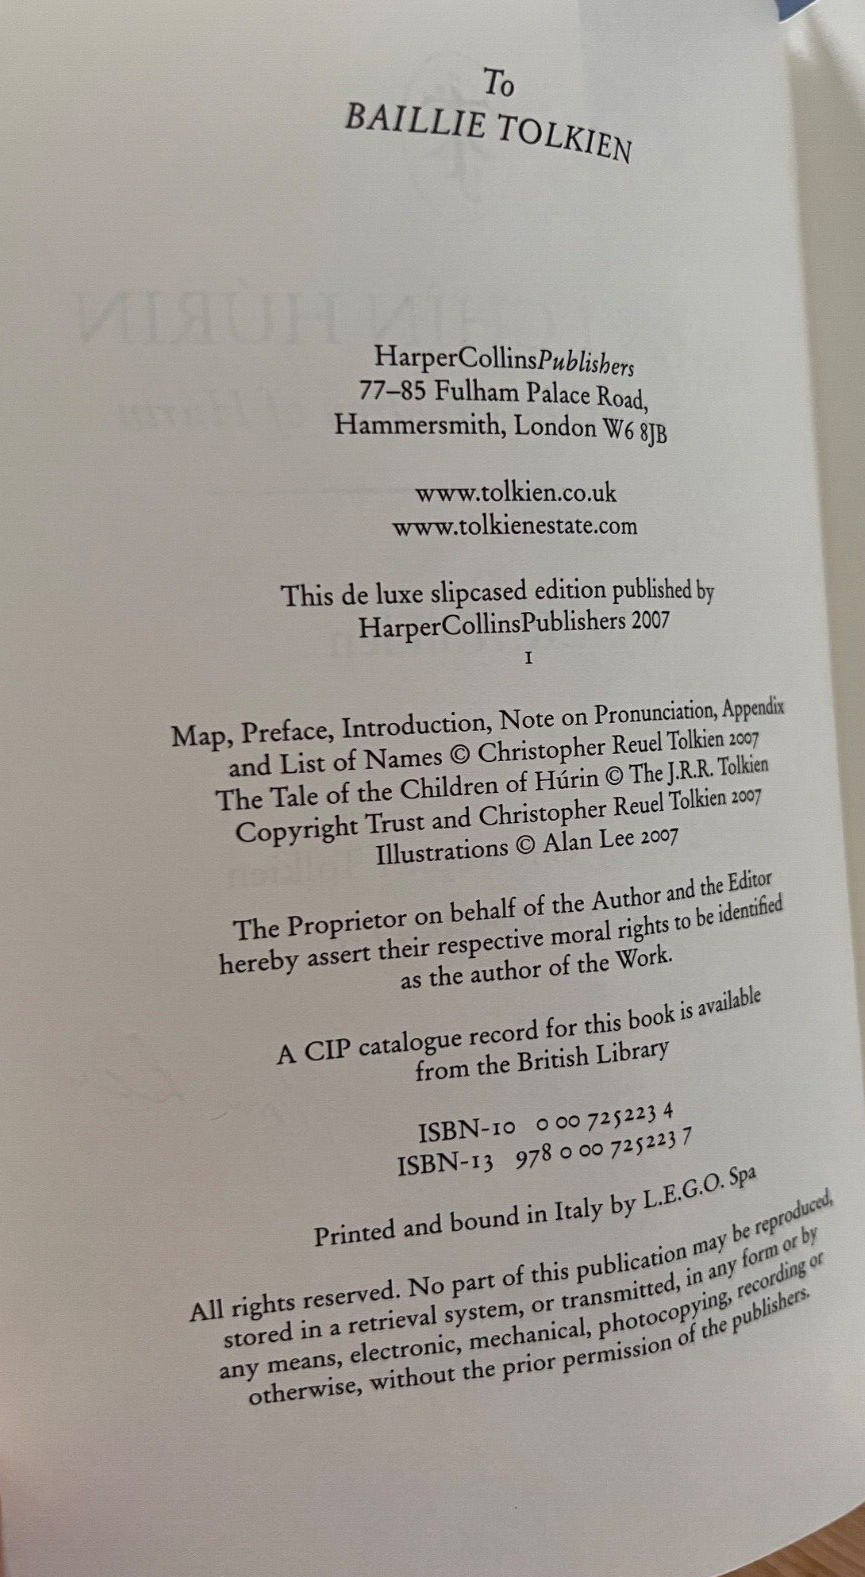 To
BAILLIE TOLKIEN
HarperCollinsPublishers
77–85 Fulham Palace Road,
Hammersmith, London W6 8JB
www.tolkien.co.uk
www.tolkienestate.com
This de luxe slipcased edition published by
HarperCollinsPublishers 2007
1
Map, Preface, Introduction, Note on Pronunciation, Appendix
and List of Names © Christopher Reuel Tolkien 2007
The Tale of the Children of Húrin © The J.R.R. Tolkien
Copyright Trust and Christopher Reuel Tolkien 2007
Illustrations © Alan Lee 2007
The Proprietor on behalf of the Author and the Editor
hereby assert their respective moral rights to be identified
as the author of the Work.
A CIP catalogue record for this book is available
from the British Library
ISBN-10 0 00 725223 4
ISBN-13 978 0 00 725223 7
Printed and bound in Italy by L.E.G.O. Spa
All rights reserved. No part of this publication may be reproduced,
stored in a retrieval system, or transmitted, in any form or by
any means, electronic, mechanical, photocopying, recording or
otherwise, without the prior permission of the publishers.